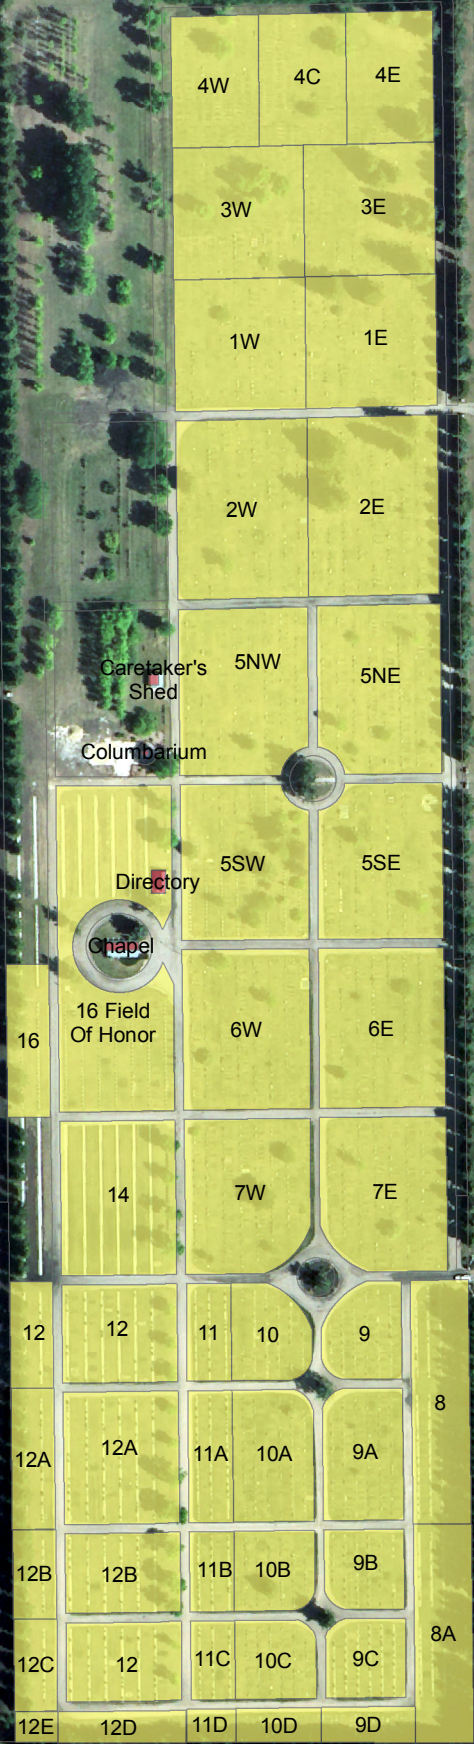 4W
4C
4E
3W
3E
1W
1E
2W
2E
5NW
5NE
Caretaker's
Shed
Columbarium
5SW
5SE
Directory
Chapel
16 Field
Of Honor
16
6W
6E
14
7W
7E
12
12
11
10
9
8
12A
12A
11A
10A
9A
12B
12B
11B
10B
9B
8A
12C
12
11C
10C
9C
12E
12D
11D
10D
9D